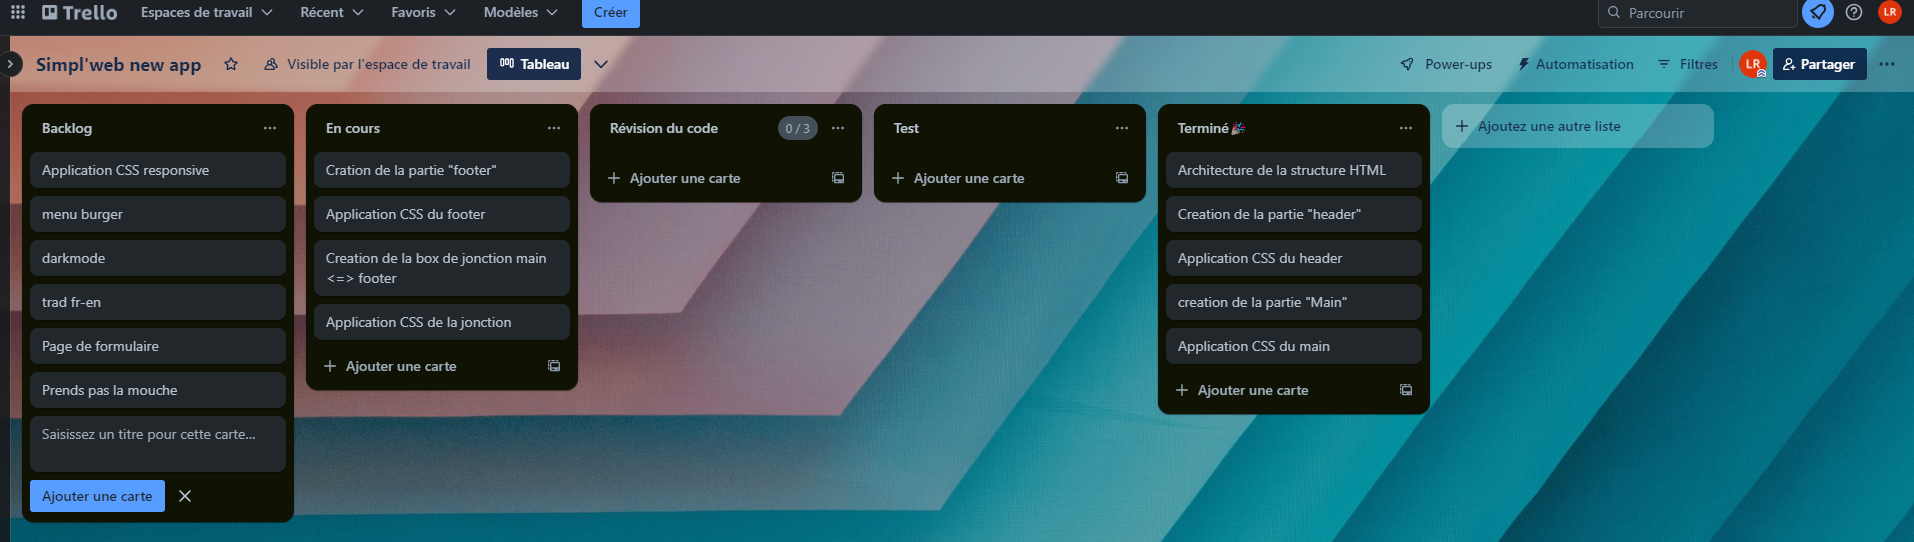 Trello
Espaces de travail
Récent
Favoris
Modèles
Créer
Parcourir
LR
Simpl'web new app
Visible par l'espace de travail
Tableau
Power-ups
Automatisation
Filtres
LR
Partager
Backlog
Application CSS responsive
menu burger
darkmode
trad fr-en
Page de formulaire
Prends pas la mouche
Saisissez un titre pour cette carte...
Ajouter une carte
En cours
Cration de la partie "footer"
Application CSS du footer
Creation de la box de jonction main
<=> footer
Application CSS de la jonction
Ajouter une carte
Révision du code
0 / 3
Ajouter une carte
Test
Ajouter une carte
Terminé🎉
Architecture de la structure HTML
Creation de la partie "header"
Application CSS du header
creation de la partie "Main"
Application CSS du main
Ajouter une carte
Ajoutez une autre liste